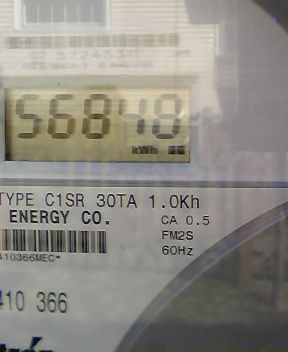 56848
kWh
TYPE C1SR 30TA 1.0Kh
ENERGY CO.
CA 0.5
FM2S
60Hz
410366MEC*
410 366